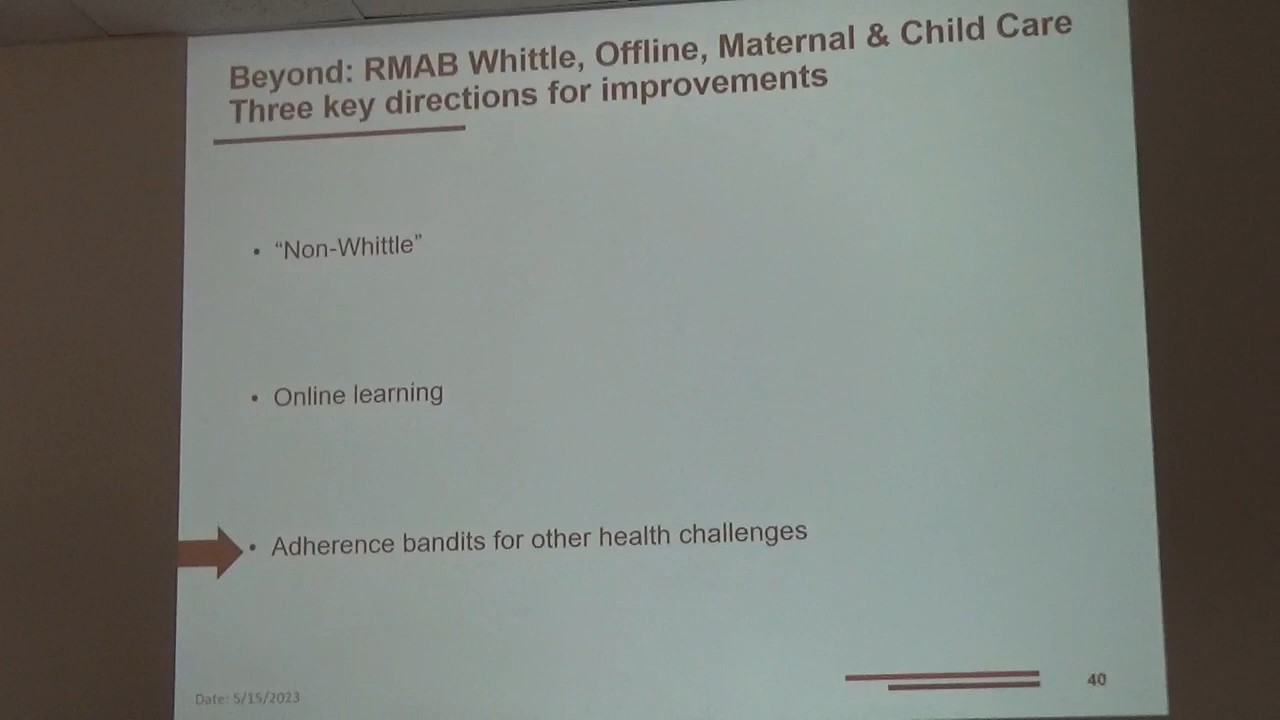 Beyond: RMAB Whittle, Offline, Maternal & Child Care
Three key directions for improvements
• “Non-Whittle”
• Online learning
• Adherence bandits for other health challenges
Date: 5/15/2023
40